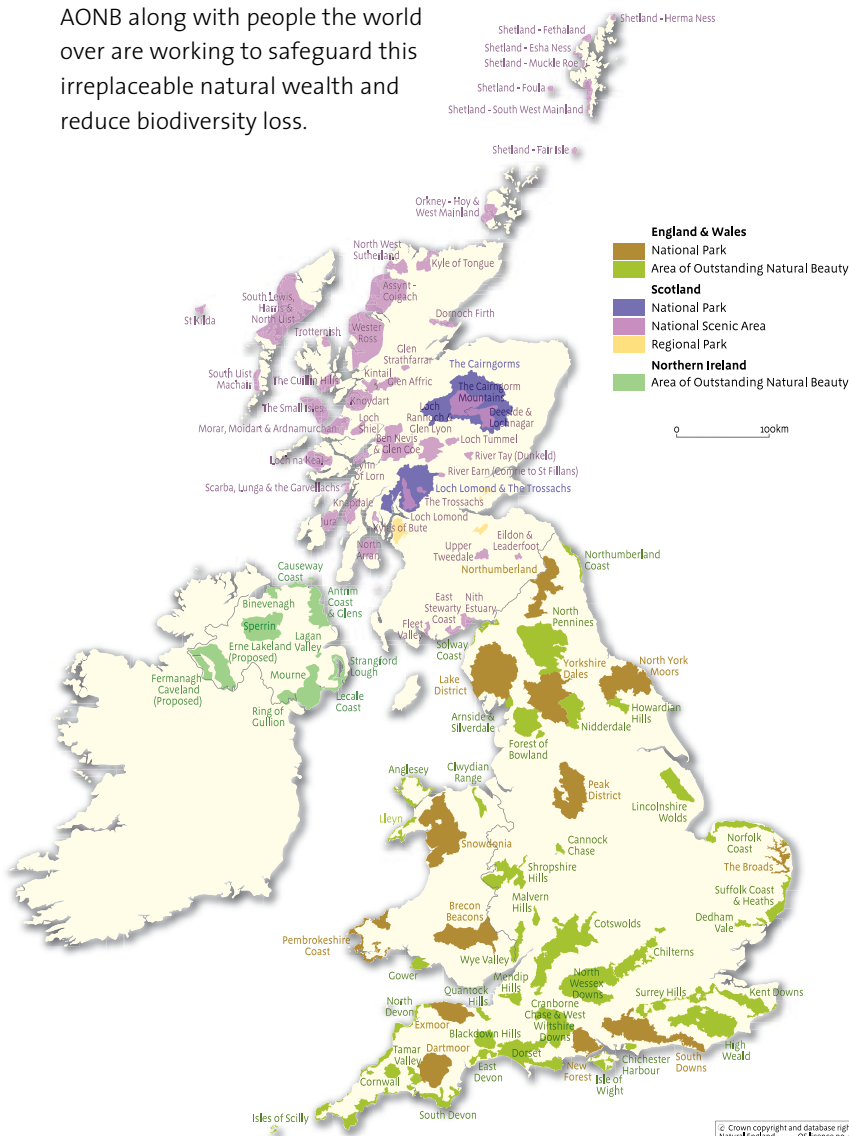 AONB along with people the world
over are working to safeguard this
irreplaceable natural wealth and
reduce biodiversity loss.
Shetland - Herma Ness
Shetland - Fethaland
Shetland - Esha Ness
Shetland - Muckle Roe
Shetland - Foula
Shetland - South West Mainland
Shetland - Fair Isle
Orkney - Hoy &
West Mainland
England & Wales
National Park
Area of Outstanding Natural Beauty
Scotland
National Park
National Scenic Area
Regional Park
Northern Ireland
Area of Outstanding Natural Beauty
0 100km
North West
Sutherland
Kyle of Tongue
Assynt -
Coigach
South Lewis,
Harris &
North Uist
St Kilda
Dornoch Firth
Trotternish
Wester
Ross
Glen
Strathfarrar
South Uist
Machair
The Cuillin Hills
Kintail
Glen Affric
The Cairngorms
The Cairngorm
Mountains
Knoydart
The Small Isles
Loch
Rannoch &
Glen Lyon
Deeside &
Lochnagar
Morar, Moidart & Ardnamurchan
Loch
Shiel
Ben Nevis
& Glen Coe
Loch Tummel
River Tay (Dunkeld)
Loch na Keal
Lynn
of Lorn
River Earn (Comrie to St Fillans)
Scarba, Lunga & the Garvellachs
Loch Lomond & The Trossachs
Knapdale
The Trossachs
Jura
Loch Lomond
Kyles of Bute
North
Arran
Upper
Tweedale
Eildon &
Leaderfoot
Northumberland
Northumberland
Coast
Causeway
Coast
Binevenagh
Antrim
Coast
& Glens
Sperrin
Lagan
Valley
Erne Lakeland
(Proposed)
Fermanagh
Caveland
(Proposed)
Mourne
Strangford
Lough
Ring of
Gullion
Lecale
Coast
East
Stewarty
Coast
Nith
Estuary
Fleet
Valley
Solway
Coast
North
Pennines
Lake
District
Yorkshire
Dales
North York
Moors
Arnside &
Silverdale
Nidderdale
Howardian
Hills
Forest of
Bowland
Anglesey
Clwydian
Range
Peak
District
Lincolnshire
Wolds
Lleyn
Snowdonia
Cannock
Chase
Norfolk
Coast
The Broads
Shropshire
Hills
Suffolk Coast
& Heaths
Malvern
Hills
Brecon
Beacons
Dedham
Vale
Cotswolds
Pembrokeshire
Coast
Wye Valley
Chilterns
Gower
Mendip
Hills
North
Wessex
Downs
Quantock
Hills
Surrey Hills
Kent Downs
North
Devon
Cranborne
Chase & West
Wiltshire
Downs
Exmoor
Blackdown Hills
Tamar
Valley
Dartmoor
Dorset
New
Forest
Chichester
Harbour
South
Downs
High
Weald
Cornwall
East
Devon
Isle of
Wight
South Devon
Isles of Scilly
© Crown copyright and database righ
Natural England OS licence no